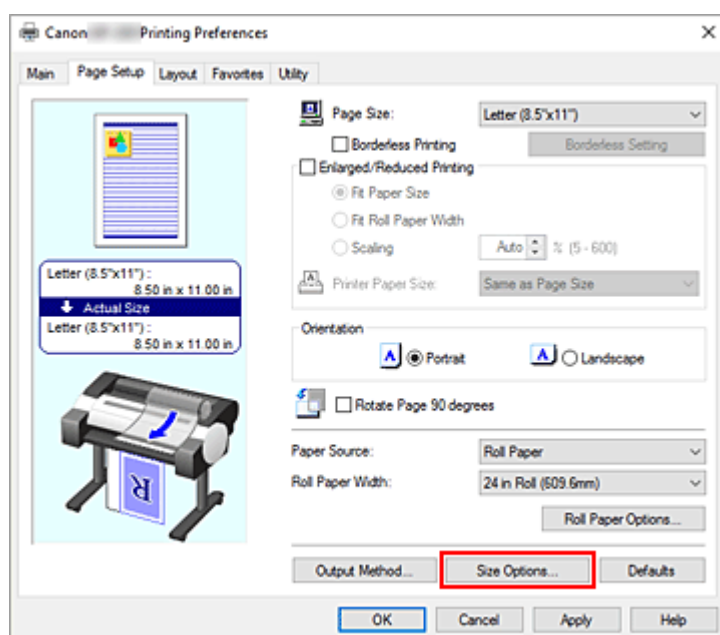 Canon Printing Preferences
Main Page Setup Layout Favorites Utility
Page Size: Letter (8.5"x11")
Borderless Printing Borderless Setting
Enlarged/Reduced Printing
Fit Paper Size
Fit Roll Paper Width
Scaling Auto % (5 - 600)
Printer Paper Size: Same as Page Size
Letter (8.5"x11") :
8.50 in x 11.00 in
Actual Size
Letter (8.5"x11") :
8.50 in x 11.00 in
Orientation
A Portrait A Landscape
Rotate Page 90 degrees
Paper Source: Roll Paper
Roll Paper Width: 24 in Roll (609.6mm)
Roll Paper Options...
R
Output Method... Size Options... Defaults
OK Cancel Apply Help